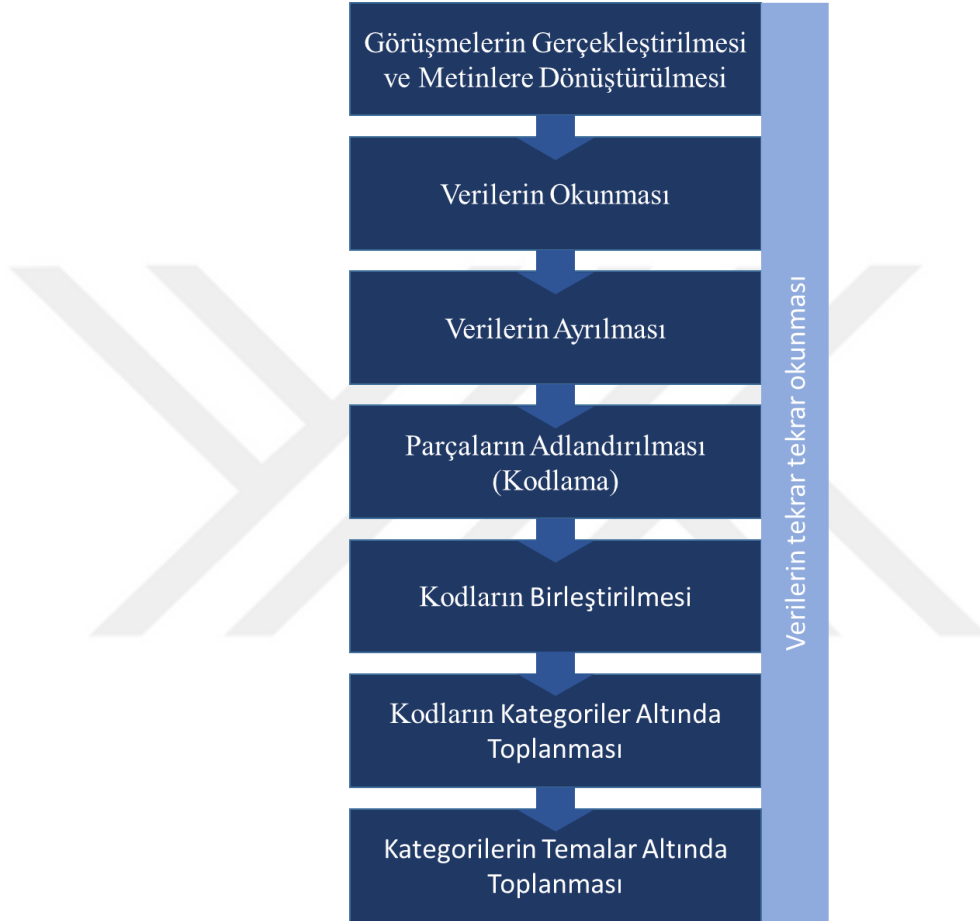 Görüşmelerin Gerçekleştirilmesi
ve Metinlere Dönüştürülmesi
Verilerin Okunması
Verilerin Ayrılması
Parçaların Adlandırılması
(Kodlama)
Kodların Birleştirilmesi
Kodların Kategoriler Altında
Toplanması
Kategorilerin Temalar Altında
Toplanması
Verilerin tekrar tekrar okunması